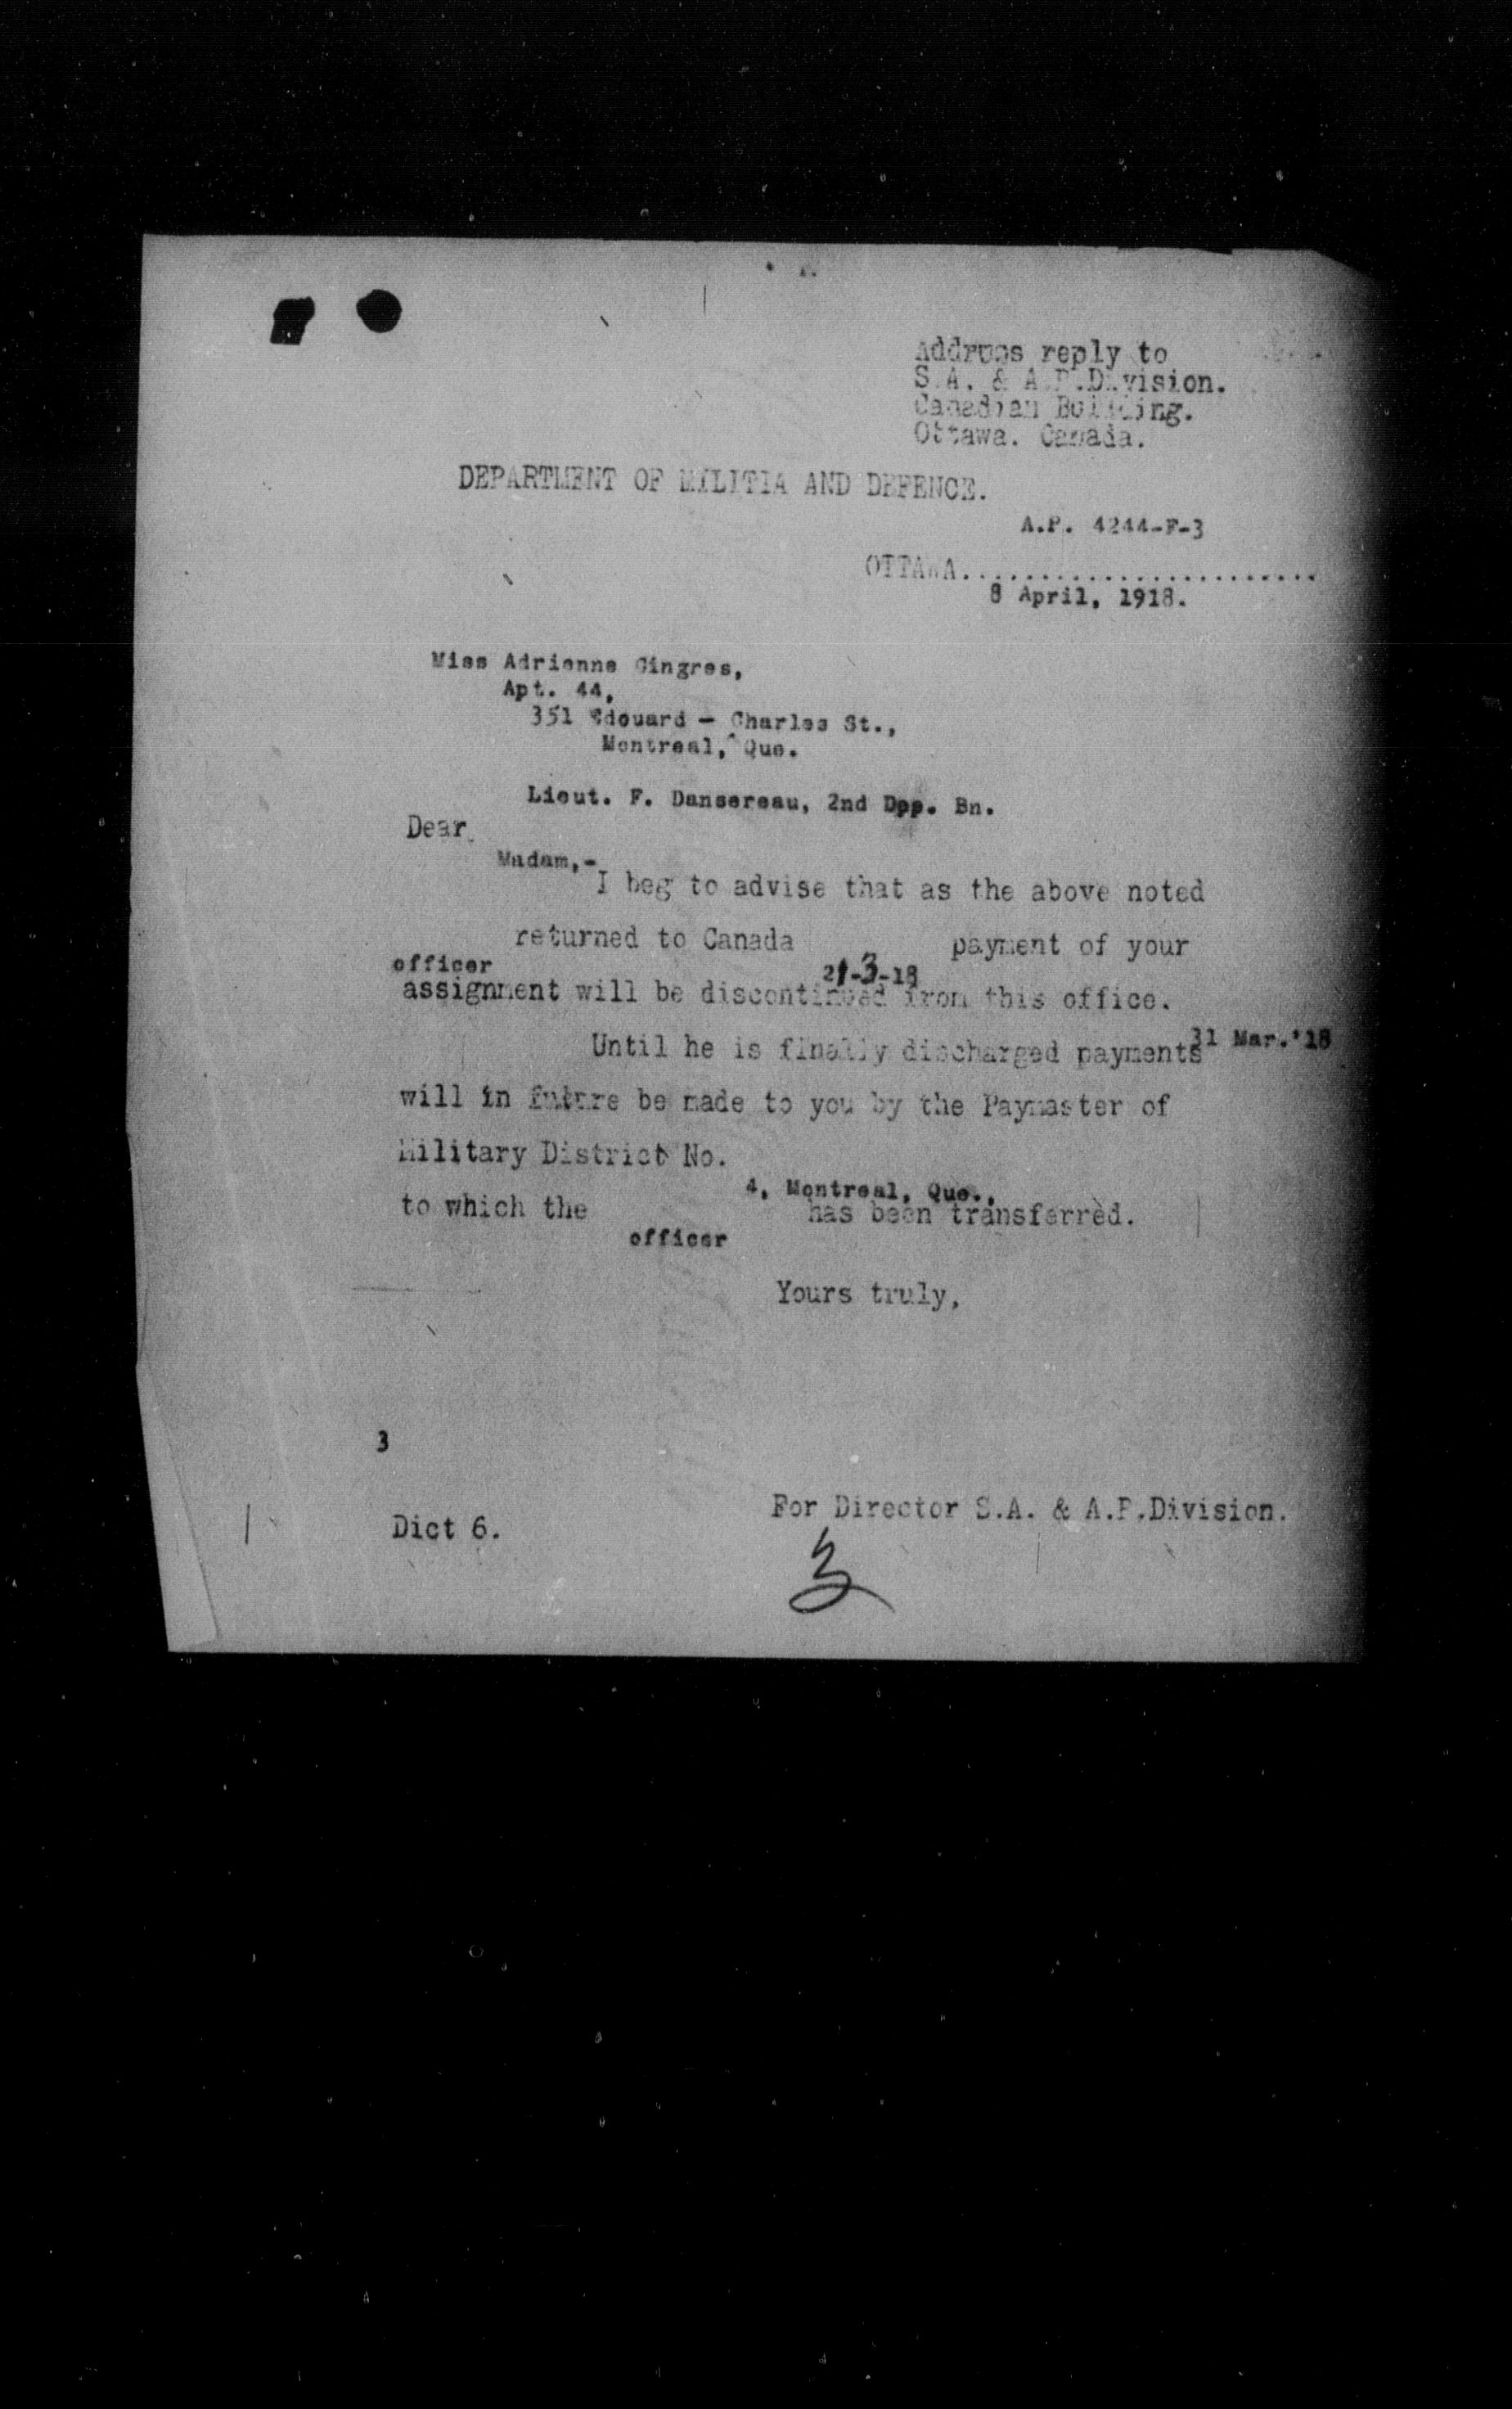 Address reply to
S.A. & A.P.Division.
Canadian Building.
Ottawa. Canada.
DEPARTMENT OF MILITIA AND DEFENCE.
A.P. 4244-F-3
OTTAWA........................
8 April, 1918.
Miss Adrienne Gingres,
Apt. 44,
351 Edouard - Charles St.,
Montreal, Que.
Lieut. F. Dansereau, 2nd Dpp. Bn.
Dear
Madam,-
I beg to advise that as the above noted
officer returned to Canada 21-3-18 payment of your
assignment will be discontinued from this office.
31 Mar.'18
Until he is finally discharged payments
will in future be made to you by the Paymaster of
Military District No.
4, Montreal, Que.,
to which the officer has been transferred.
Yours truly,
3
For Director S.A. & A.P.Division.
Dict 6.